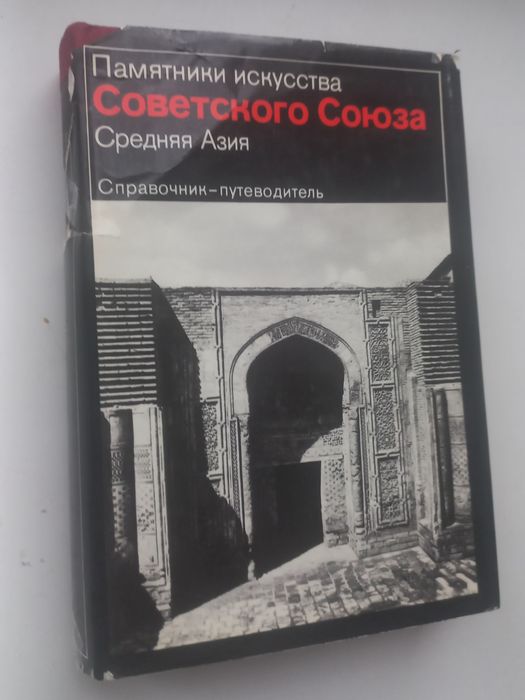 Памятники искусства
Советского Союза
Средняя Азия
Справочник-путеводитель